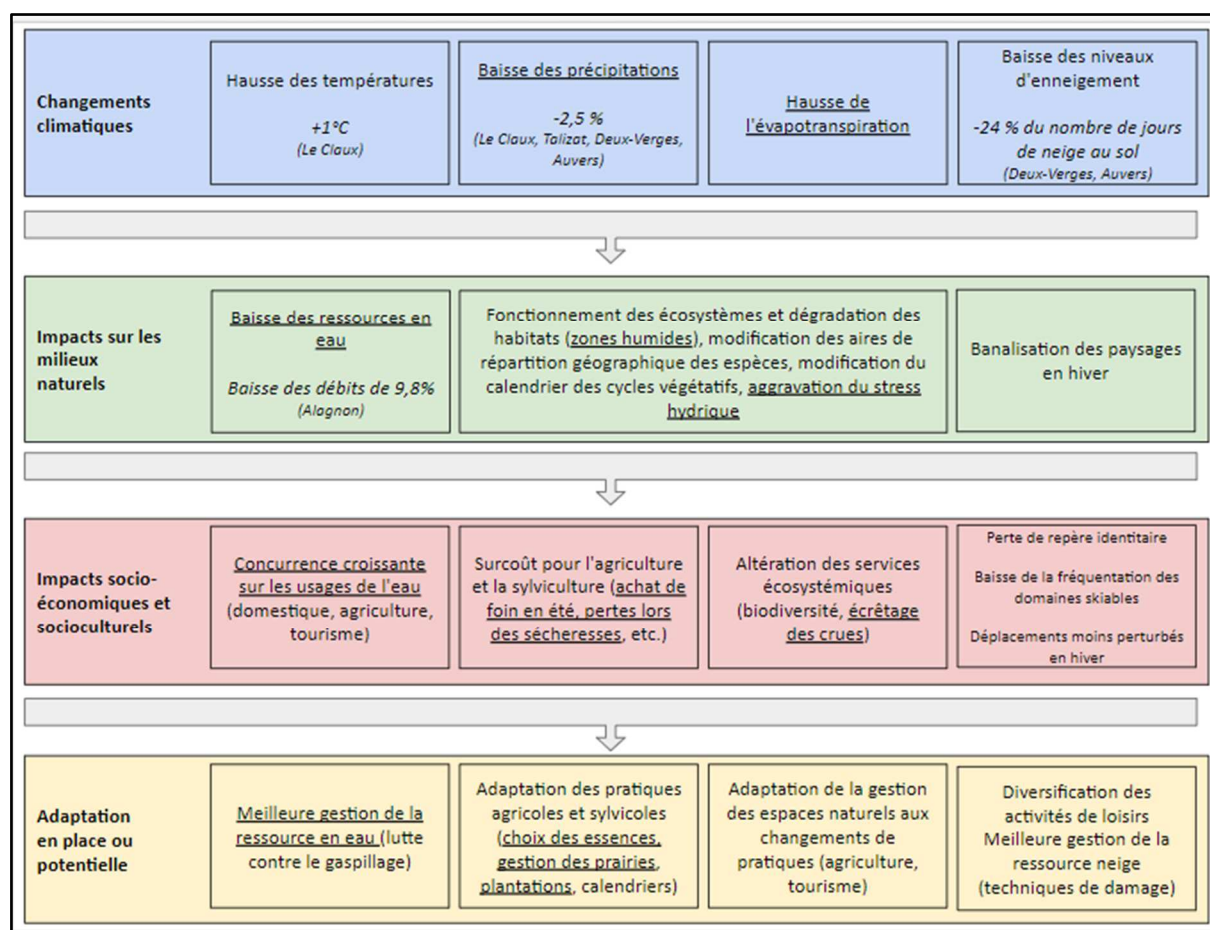 Changements
climatiques
Hausse des températures
+1°C
(Le Claux)
Baisse des précipitations
-2,5 %
(Le Claux, Talizat, Deux-Verges,
Auvers)
Hausse de
l'évapotranspiration
Baisse des niveaux
d'enneigement
-24 % du nombre de jours
de neige au sol
(Deux-Verges, Auvers)
Impacts sur les
milieux
naturels
Baisse des ressources en
eau
Baisse des débits de 9,8%
(Alagnon)
Fonctionnement des écosystèmes et dégradation des
habitats (zones humides), modification des aires de
répartition géographique des espèces, modification du
calendrier des cycles végétatifs, aggravation du stress
hydrique
Banalisation des paysages
en hiver
Impacts socio-
économiques et
socioculturels
Concurrence croissante
sur les usages de l'eau
(domestique, agriculture,
tourisme)
Surcoût pour l'agriculture
et la sylviculture (achat de
foin en été, pertes lors
des sécheresses, etc.)
Altération des services
écosystémiques
(biodiversité, écrêtage
des crues)
Perte de repère identitaire
Baisse de la fréquentation des
domaines skiables
Déplacements moins perturbés
en hiver
Adaptation
en place ou
potentielle
Meilleure gestion de la
ressource en eau (lutte
contre le gaspillage)
Adaptation des pratiques
agricoles et sylvicoles
(choix des essences,
gestion des prairies,
plantations, calendriers)
Adaptation de la gestion
des espaces naturels aux
changements de
pratiques (agriculture,
tourisme)
Diversification des
activités de loisirs
Meilleure gestion de la
ressource neige
(techniques de damage)